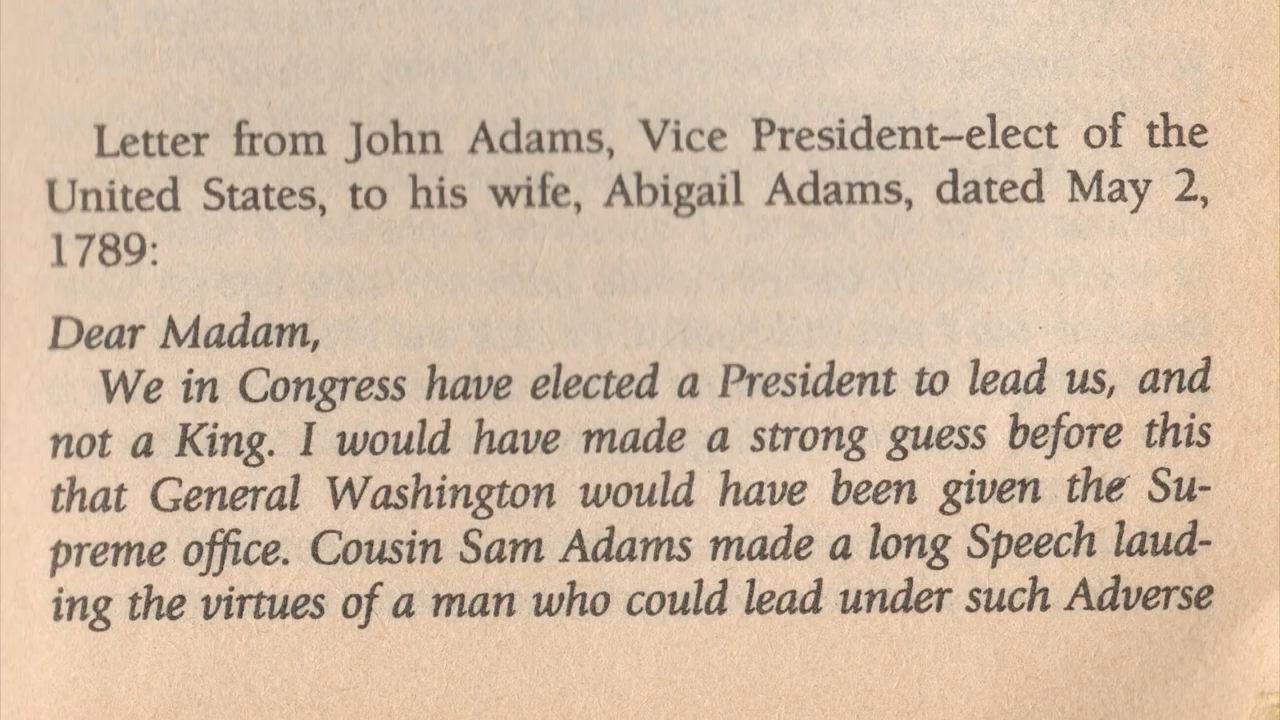 Letter from John Adams, Vice President–elect of the
United States, to his wife, Abigail Adams, dated May 2,
1789:
Dear Madam,
We in Congress have elected a President to lead us, and
not a King. I would have made a strong guess before this
that General Washington would have been given the Su-
preme office. Cousin Sam Adams made a long Speech laud-
ing the virtues of a man who could lead under such Adverse